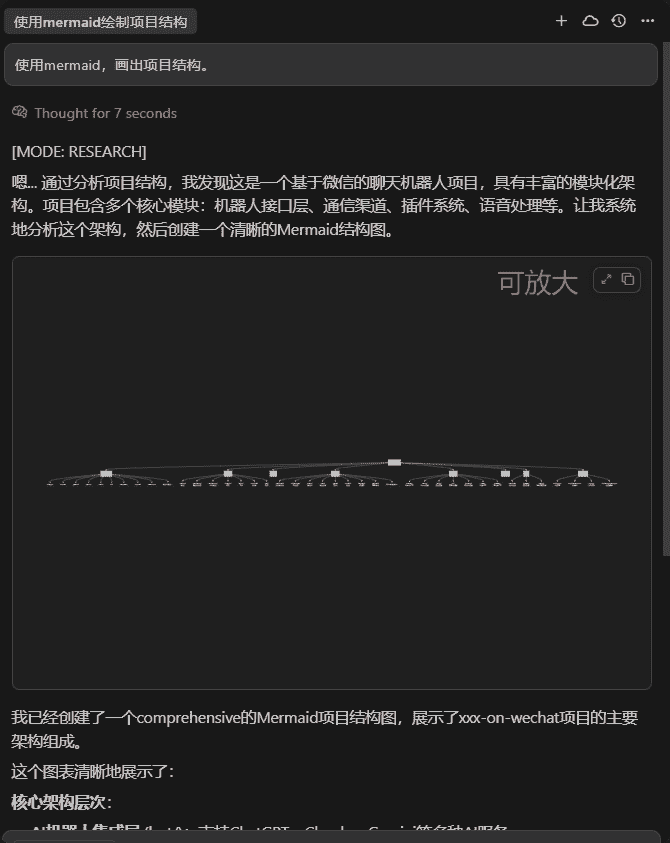 使用mermaid绘制项目结构
使用mermaid，画出项目结构。
Thought for 7 seconds
[MODE: RESEARCH]
嗯... 通过分析项目结构，我发现这是一个基于微信的聊天机器人项目，具有丰富的模块化架
构。项目包含多个核心模块：机器人接口层、通信渠道、插件系统、语音处理等。让我系统
地分析这个架构，然后创建一个清晰的Mermaid结构图。
可放大
我已经创建了一个comprehensive的Mermaid项目结构图，展示了xxx-on-wechat项目的主要
架构组成。
这个图表清晰地展示了：
核心架构层次：